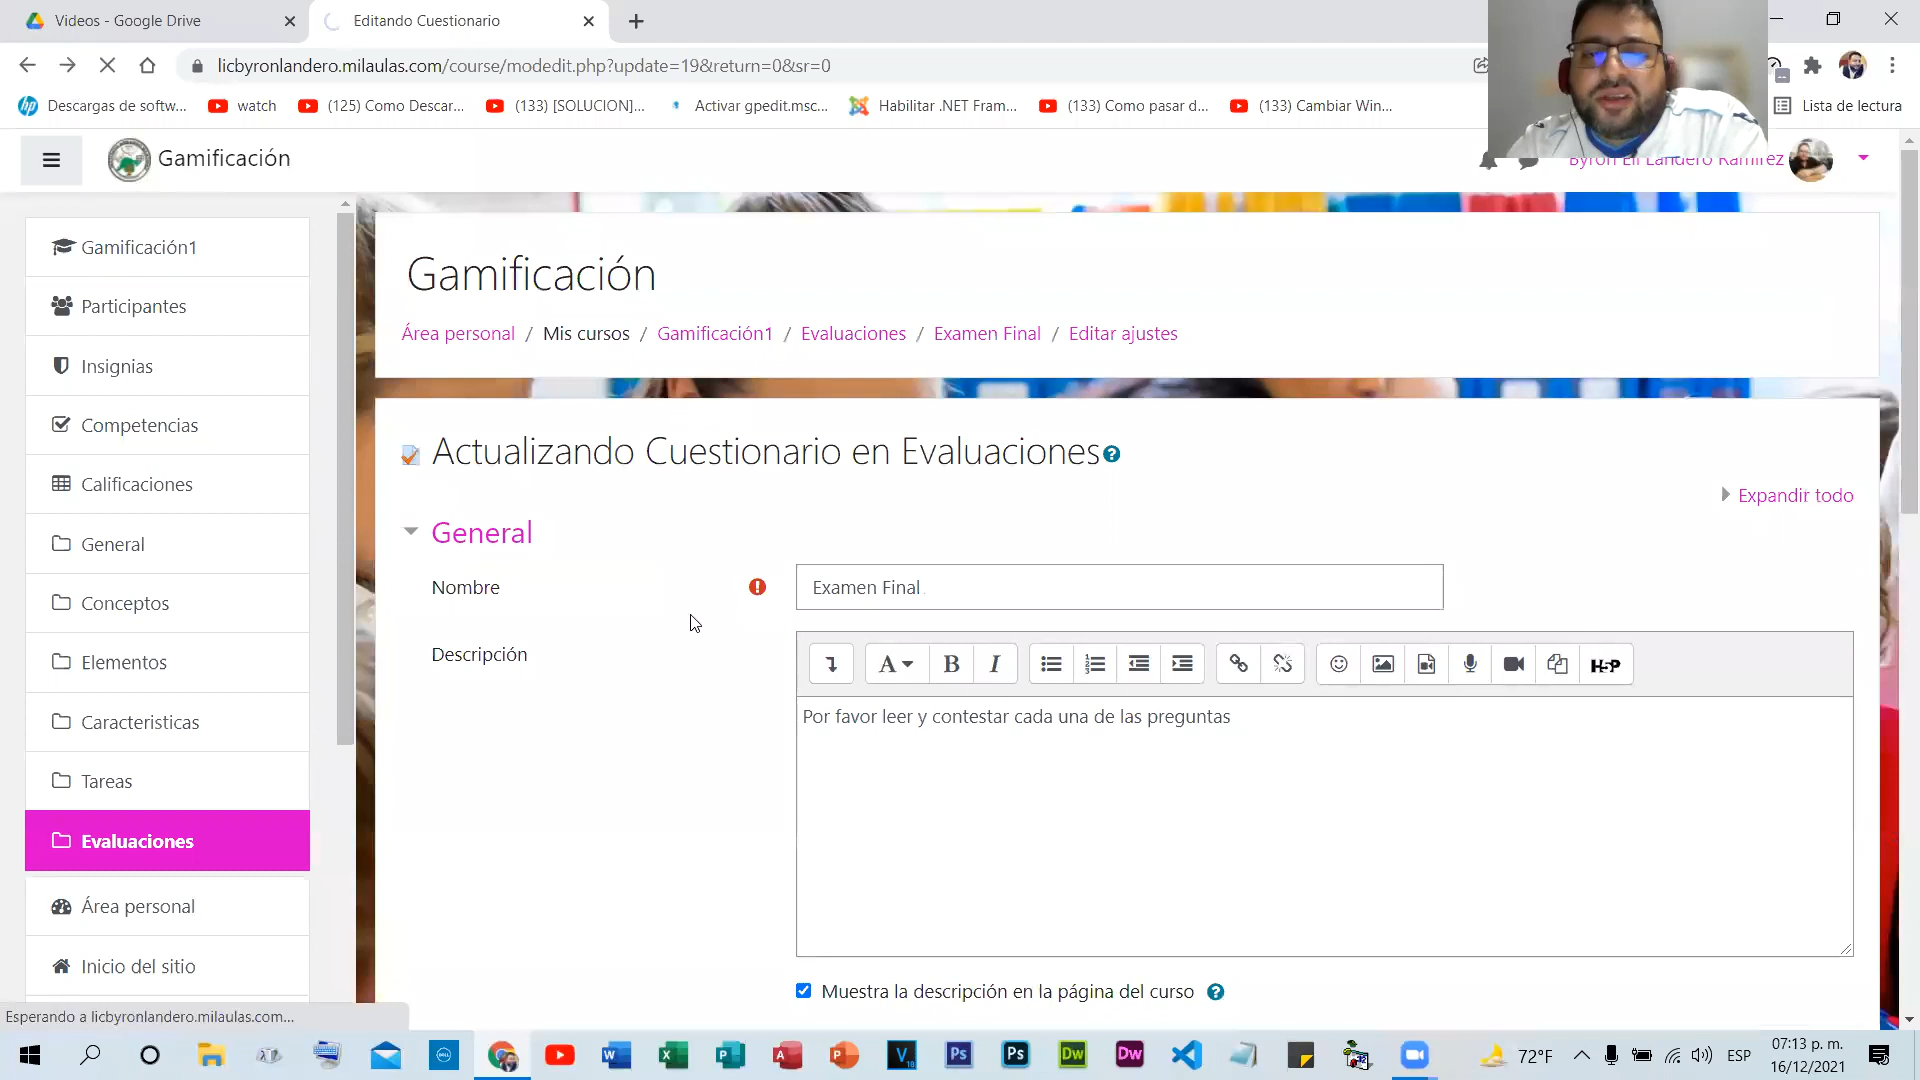 Videos - Google Drive
Editando Cuestionario
licbyronlandero.milaulas.com/course/modedit.php?update=19&return=0&sr=0
Descargas de softw...
watch
(125) Como Descar...
(133) [SOLUCION]...
Activar gpedit.msc...
Habilitar .NET Fram...
(133) Como pasar d...
(133) Cambiar Win...
Lista de lectura
Gamificación
Byron Eli Landero Ramirez
Gamificación1
Participantes
Insignias
Competencias
Calificaciones
General
Conceptos
Elementos
Caracteristicas
Tareas
Evaluaciones
Área personal
Inicio del sitio
Gamificación
Área personal / Mis cursos / Gamificación1 / Evaluaciones / Examen Final / Editar ajustes
Actualizando Cuestionario en Evaluaciones
Expandir todo
General
Nombre
Examen Final
Descripción
A B I
H5P
Por favor leer y contestar cada una de las preguntas
Muestra la descripción en la página del curso
Esperando a licbyronlandero.milaulas.com...
72°F
ESP
07:13 p. m.
16/12/2021